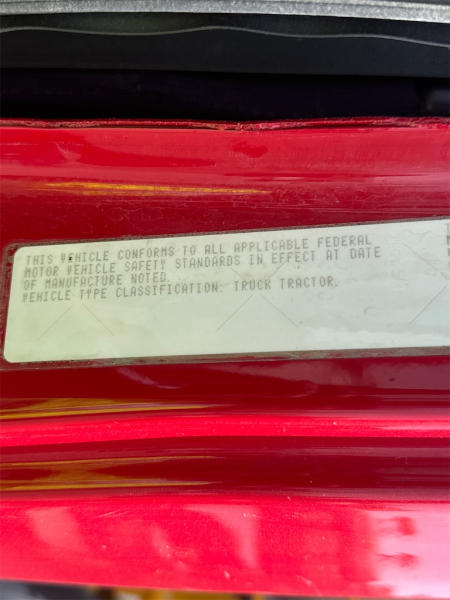 THIS VEHICLE CONFORMS TO ALL APPLICABLE FEDERAL
MOTOR VEHICLE SAFETY STANDARDS IN EFFECT AT DATE
OF MANUFACTURE NOTED.
VEHICLE TYPE CLASSIFICATION: TRUCK TRACTOR.